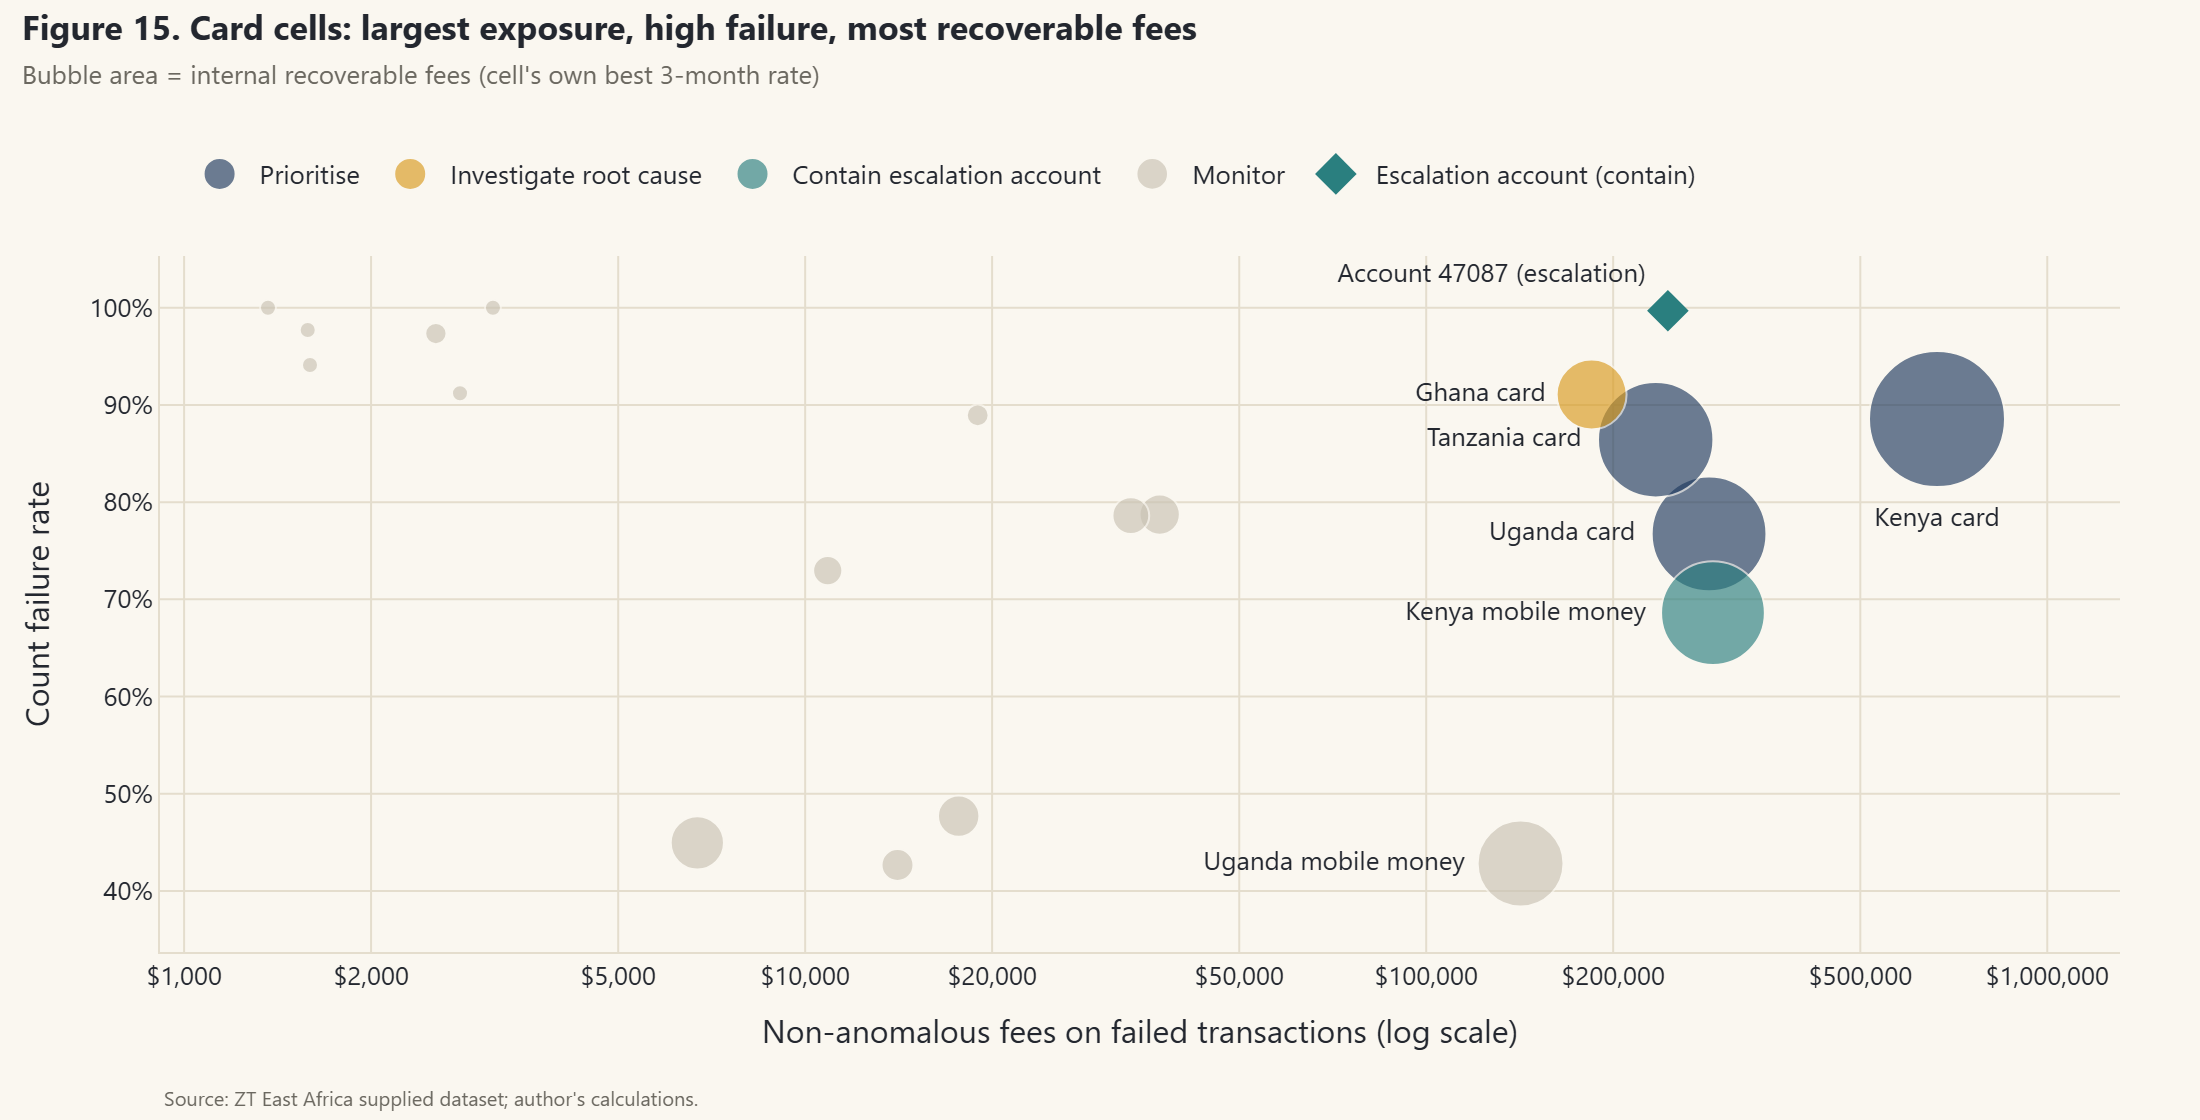 Figure 15. Card cells: largest exposure, high failure, most recoverable fees
Bubble area = internal recoverable fees (cell's own best 3-month rate)
Prioritise
Investigate root cause
Contain escalation account
Monitor
Escalation account (contain)
Count failure rate
100%
90%
80%
70%
60%
50%
40%
Account 47087 (escalation)
Ghana card
Tanzania card
Uganda card
Kenya card
Kenya mobile money
Uganda mobile money
$1,000
$2,000
$5,000
$10,000
$20,000
$50,000
$100,000
$200,000
$500,000
$1,000,000
Non-anomalous fees on failed transactions (log scale)
Source: ZT East Africa supplied dataset; author's calculations.